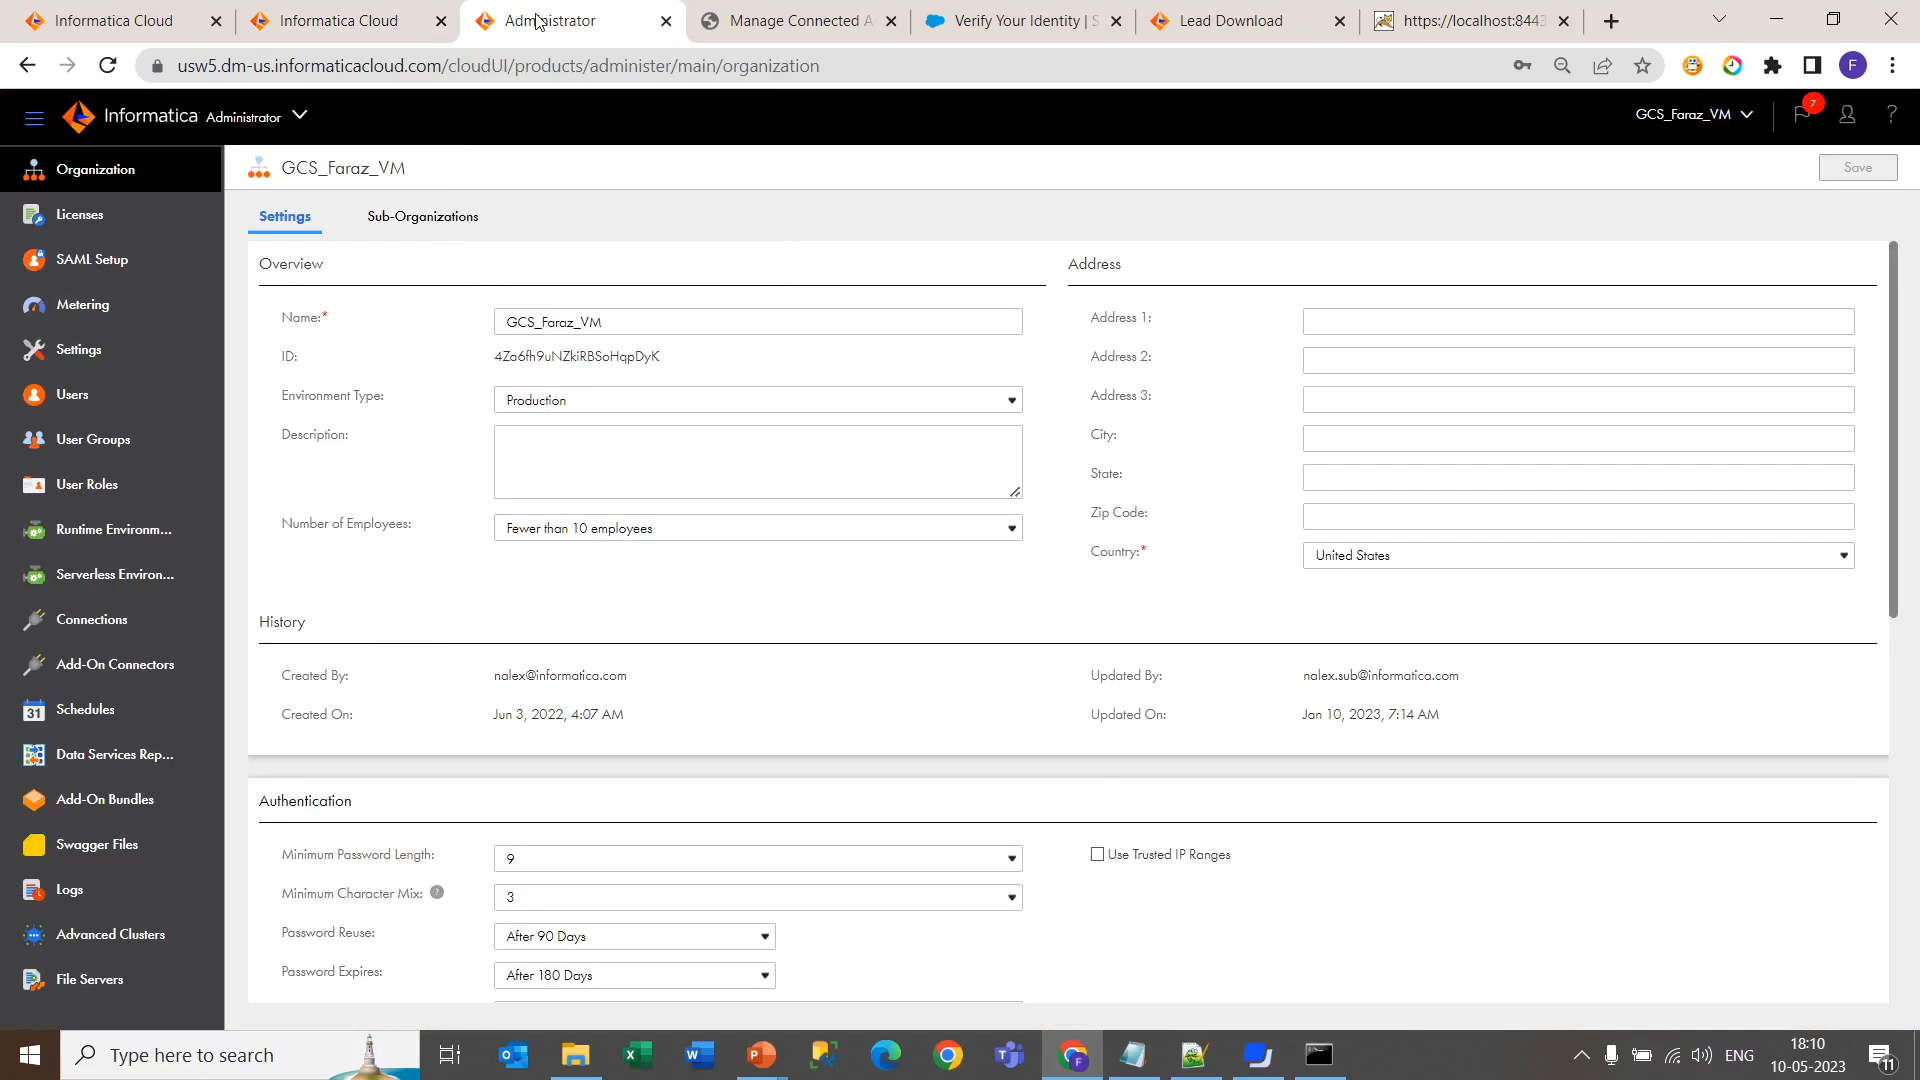 Informatica Cloud
Informatica Cloud
Administrator
Manage Connected A
Verify Your Identity | S
Lead Download
https://localhost:8443
usw5.dm-us.informaticacloud.com/cloudUI/products/administer/main/organization
F
Informatica Administrator
GCS_Faraz_VM
7
?
Organization
Licenses
SAML Setup
Metering
Settings
Users
User Groups
User Roles
Runtime Environm...
Serverless Environ...
Connections
Add-On Connectors
31
Schedules
Data Services Rep...
Add-On Bundles
Swagger Files
Logs
Advanced Clusters
File Servers
GCS_Faraz_VM
Save
Settings
Sub-Organizations
Overview
Name:*
GCS_Faraz_VM
ID:
4Za6fh9uNZkiRBSoHqpDyK
Environment Type:
Production
Description:
Number of Employees:
Fewer than 10 employees
Address
Address 1:
Address 2:
Address 3:
City:
State:
Zip Code:
Country:*
United States
History
Created By:
nalex@informatica.com
Updated By:
nalex.sub@informatica.com
Created On:
Jun 3, 2022, 4:07 AM
Updated On:
Jan 10, 2023, 7:14 AM
Authentication
Minimum Password Length:
9
Use Trusted IP Ranges
Minimum Character Mix: ?
3
Password Reuse:
After 90 Days
Password Expires:
After 180 Days
Type here to search
ENG
18:10
10-05-2023
11